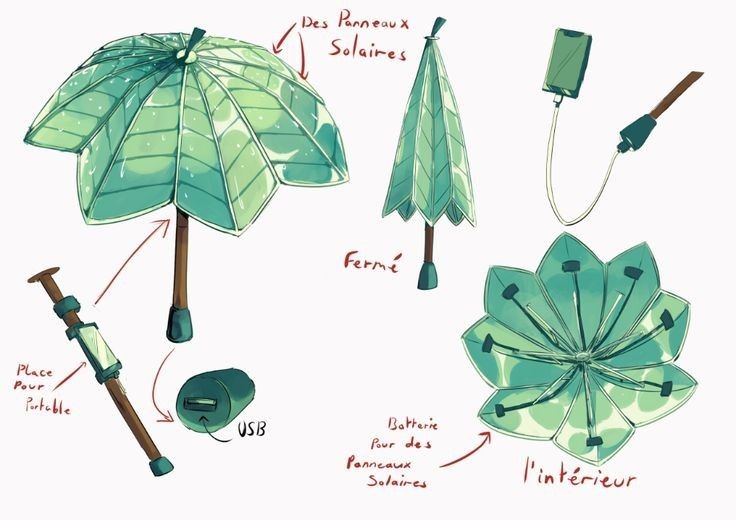 Des Panneaux
Solaires
Fermé
Place
Pour
Portable
USB
Batterie
Pour des
Panneaux
Solaires
l'intérieur